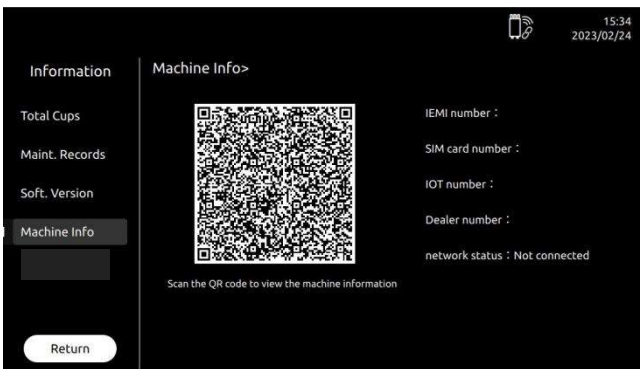 15:34
2023/02/24
Information
Total Cups
Maint. Records
Soft. Version
Machine Info
Return
Machine Info>
Scan the QR code to view the machine information
IEMI number：
SIM card number：
IOT number：
Dealer number：
network status：Not connected